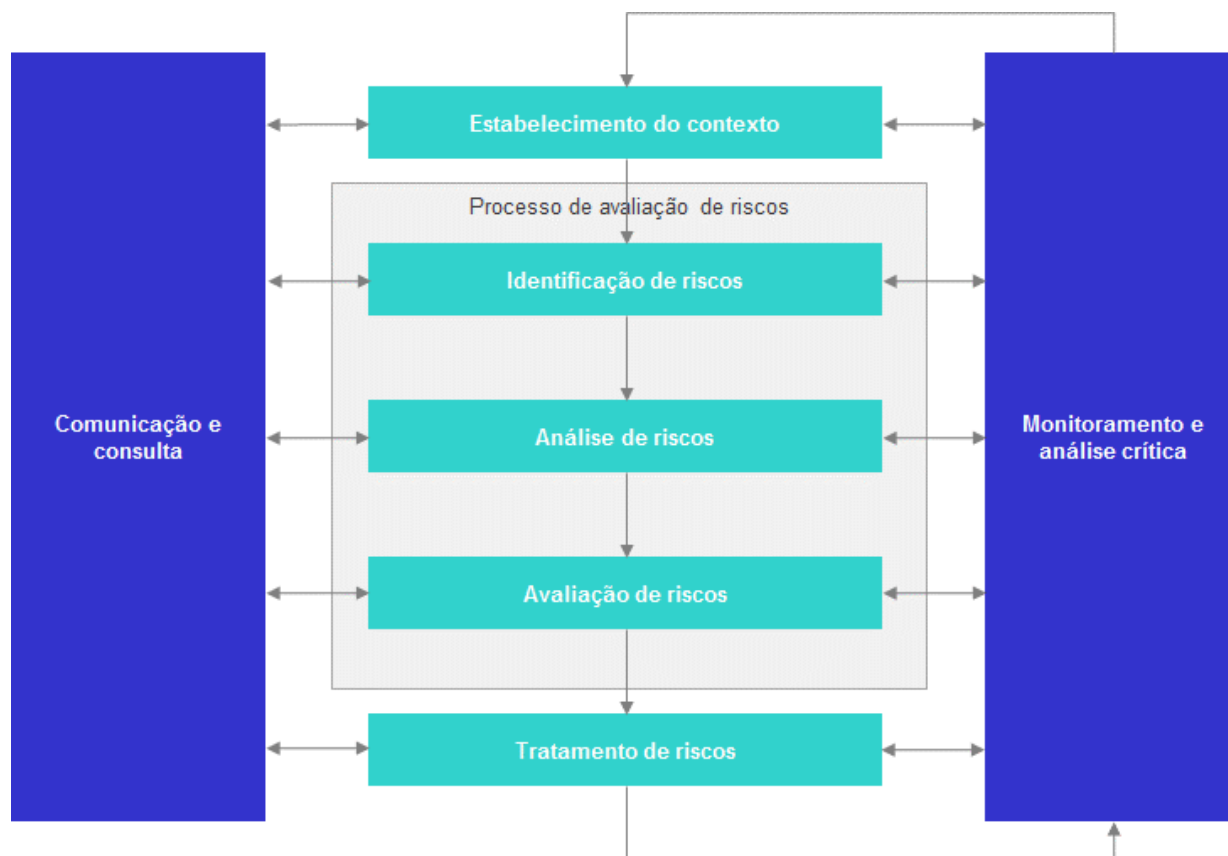 Estabelecimento do contexto
Processo de avaliação de riscos
Identificação de riscos
Comunicação e
consulta
Análise de riscos
Monitoramento e
análise crítica
Avaliação de riscos
Tratamento de riscos